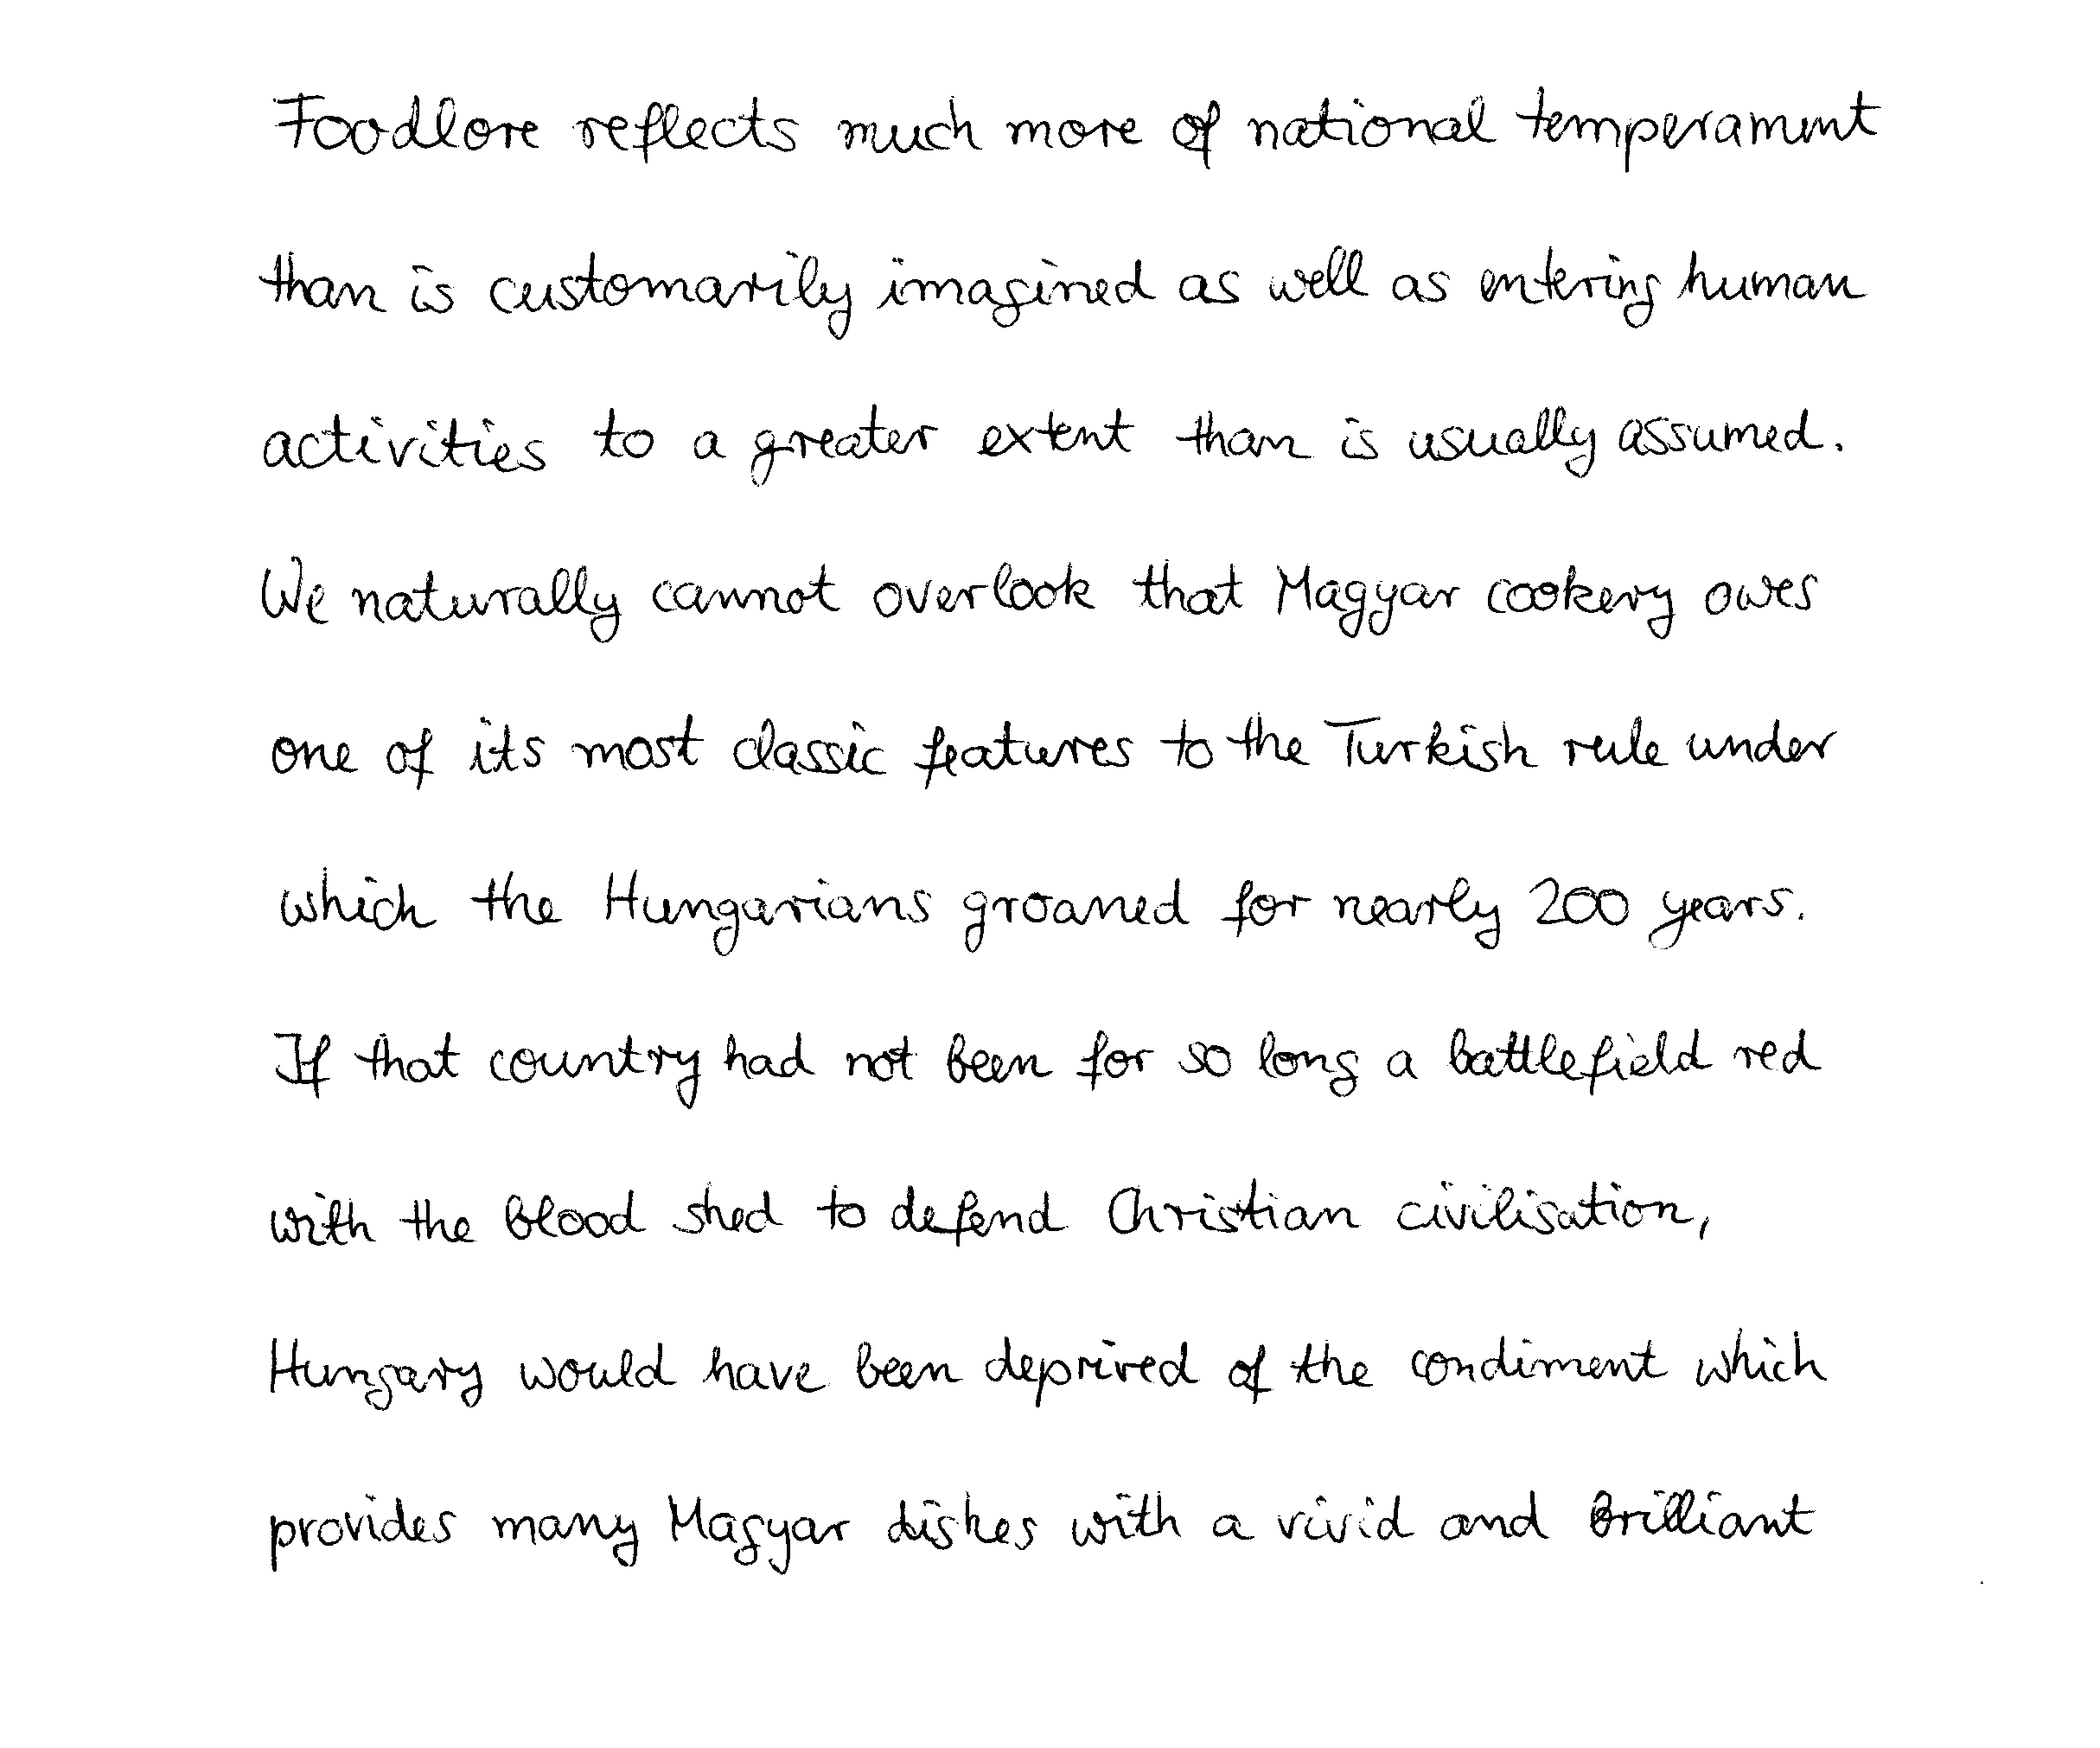 Foodlore reflects much more of national temperament
than is customarily imagined as well as entering human
activities to a greater extent than is usually assumed.
We naturally cannot overlook that Magyar cookery owes
one of its most classic features to the Turkish rule under
which the Hungarians groaned for nearly 200 years.
If that country had not been for so long a battlefield red
with the blood shed to defend Christian civilisation,
Hungary would have been deprived of the condiment which
provides many Magyar dishes with a vivid and brilliant